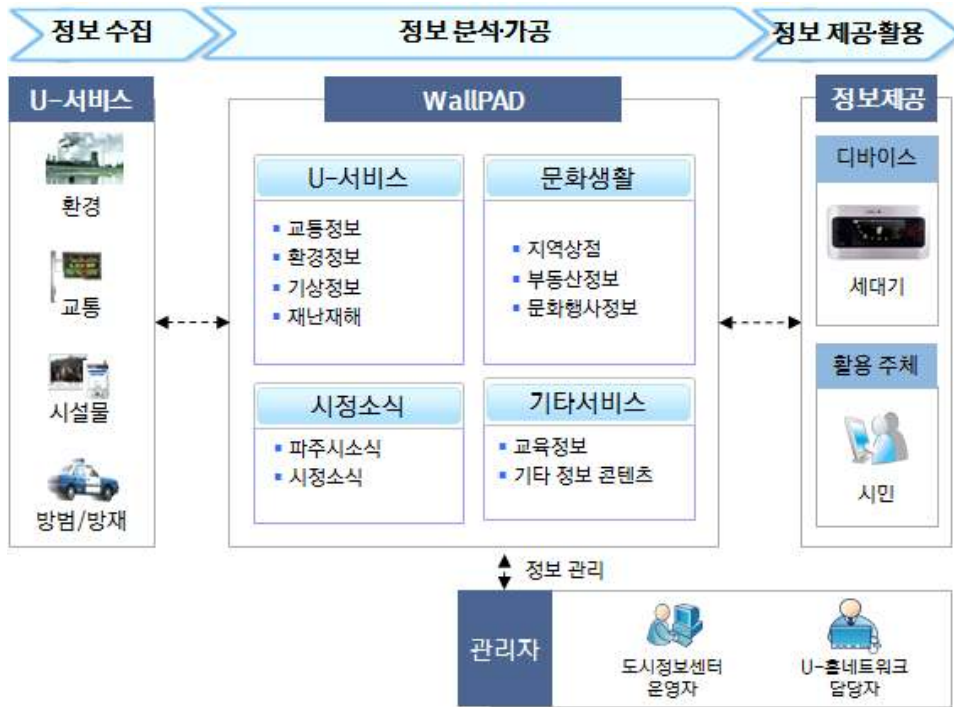 정보 수집
정보 분석·가공
정보 제공·활용
U-서비스
환경
교통
시설물
방범/방재
WallPAD
U-서비스
교통정보
환경정보
기상정보
재난재해
문화생활
지역상점
부동산정보
문화행사정보
시정소식
파주시소식
시정소식
기타서비스
교육정보
기타 정보 콘텐츠
정보제공
디바이스
세대기
활용 주체
시민
정보 관리
관리자
도시정보센터
운영자
U-홈네트워크
담당자